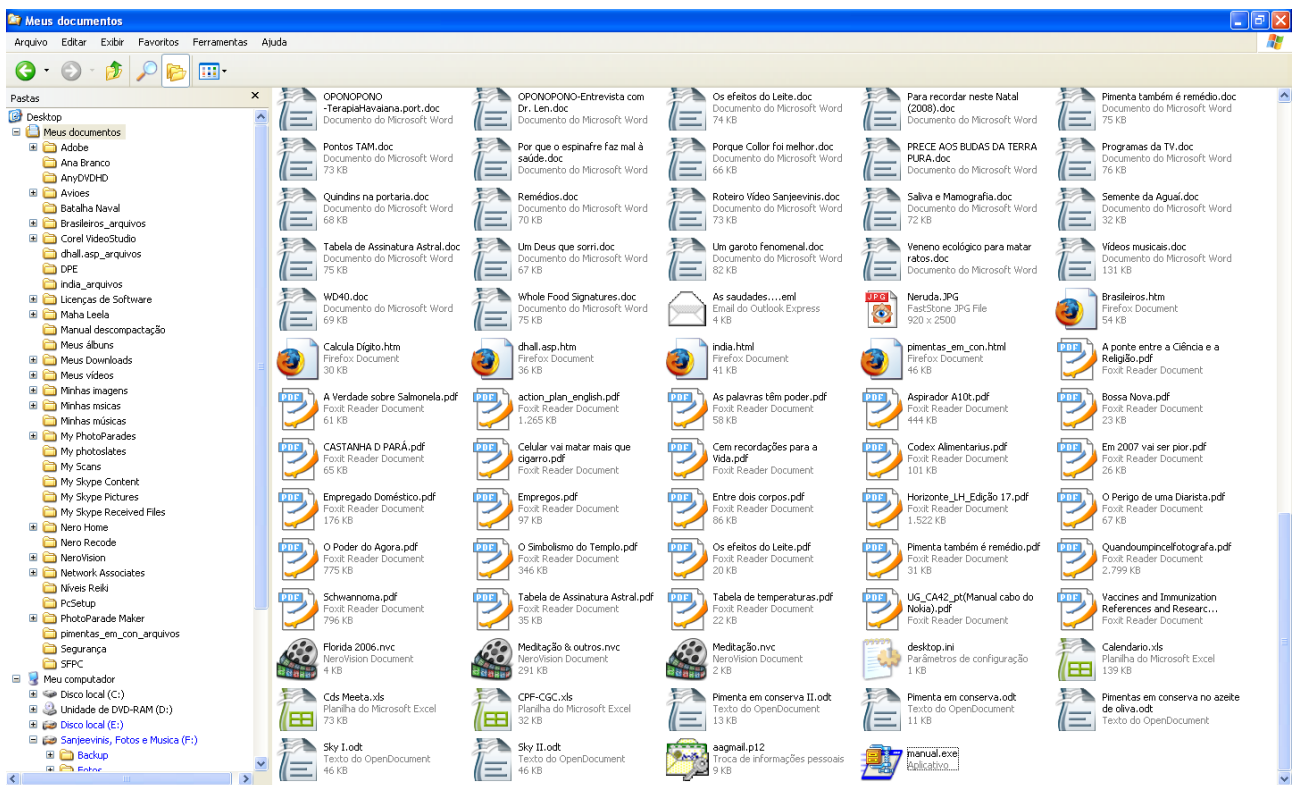 Meus documentos
Arquivo Editar Exibir Favoritos Ferramentas Ajuda
Pastas
Desktop
Meus documentos
Adobe
Ana Branco
AnyDVDHD
Avioes
Batalha Naval
Brasileiros_arquivos
Corel VideoStudio
dhall.asp_arquivos
DPE
india_arquivos
Licenças de Software
Maha Leela
Manual descompactação
Meus álbuns
Meus Downloads
Meus vídeos
Minhas imagens
Minhas msicas
Minhas músicas
My PhotoParades
My photoslates
My Scans
My Skype Content
My Skype Pictures
My Skype Received Files
Nero Home
Nero Recode
NeroVision
Network Associates
Níveis Reiki
PcSetup
PhotoParade Maker
pimentas_em_con_arquivos
Segurança
SFPC
Meu computador
Disco local (C:)
Unidade de DVD-RAM (D:)
Disco local (E:)
Sanjeevinis, Fotos e Musica (F:)
Backup
Fotos
OPONOPONO
-TerapiaHavaiana.port.doc
Documento do Microsoft Word
OPONOPONO-Entrevista com
Dr. Len.doc
Documento do Microsoft Word
Os efeitos do Leite.doc
Documento do Microsoft Word
74 KB
Para recordar neste Natal
(2008).doc
Documento do Microsoft Word
Pimenta também é remédio.doc
Documento do Microsoft Word
75 KB
Pontos TAM.doc
Documento do Microsoft Word
73 KB
Por que o espinafre faz mal à
saúde.doc
Documento do Microsoft Word
Porque Collor foi melhor.doc
Documento do Microsoft Word
66 KB
PRECE AOS BUDAS DA TERRA
PURA.doc
Documento do Microsoft Word
Programas da TV.doc
Documento do Microsoft Word
76 KB
Quindins na portaria.doc
Documento do Microsoft Word
68 KB
Remédios.doc
Documento do Microsoft Word
70 KB
Roteiro Vídeo Sanjeevinis.doc
Documento do Microsoft Word
73 KB
Saliva e Mamografia.doc
Documento do Microsoft Word
72 KB
Semente da Aguaí.doc
Documento do Microsoft Word
32 KB
Tabela de Assinatura Astral.doc
Documento do Microsoft Word
75 KB
Um Deus que sorri.doc
Documento do Microsoft Word
67 KB
Um garoto fenomenal.doc
Documento do Microsoft Word
82 KB
Veneno ecológico para matar
ratos.doc
Documento do Microsoft Word
Vídeos musicais.doc
Documento do Microsoft Word
131 KB
WD40.doc
Documento do Microsoft Word
69 KB
Whole Food Signatures.doc
Documento do Microsoft Word
75 KB
As saudades....eml
Email do Outlook Express
4 KB
JPG
Neruda.JPG
FastStone JPG File
920 x 2500
Brasileiros.htm
Firefox Document
54 KB
Calcula Dígito.htm
Firefox Document
30 KB
dhall.asp.htm
Firefox Document
36 KB
india.html
Firefox Document
41 KB
pimentas_em_con.html
Firefox Document
46 KB
PDF
A ponte entre a Ciência e a
Religião.pdf
Foxit Reader Document
PDF
A Verdade sobre Salmonela.pdf
Foxit Reader Document
61 KB
PDF
action_plan_english.pdf
Foxit Reader Document
1.265 KB
PDF
As palavras têm poder.pdf
Foxit Reader Document
58 KB
PDF
Aspirador A10t.pdf
Foxit Reader Document
444 KB
PDF
Bossa Nova.pdf
Foxit Reader Document
23 KB
PDF
CASTANHA D PARÁ.pdf
Foxit Reader Document
65 KB
PDF
Celular vai matar mais que
cigarro.pdf
Foxit Reader Document
PDF
Cem recordações para a
Vida.pdf
Foxit Reader Document
PDF
Codex Alimentarius.pdf
Foxit Reader Document
101 KB
PDF
Em 2007 vai ser pior.pdf
Foxit Reader Document
26 KB
PDF
Empregado Doméstico.pdf
Foxit Reader Document
176 KB
PDF
Empregos.pdf
Foxit Reader Document
97 KB
PDF
Entre dois corpos.pdf
Foxit Reader Document
86 KB
PDF
Horizonte_LH_Edição 17.pdf
Foxit Reader Document
1.522 KB
PDF
O Perigo de uma Diarista.pdf
Foxit Reader Document
67 KB
PDF
O Poder do Agora.pdf
Foxit Reader Document
775 KB
PDF
O Simbolismo do Templo.pdf
Foxit Reader Document
346 KB
PDF
Os efeitos do Leite.pdf
Foxit Reader Document
20 KB
PDF
Pimenta também é remédio.pdf
Foxit Reader Document
31 KB
PDF
Quandoumpincelfotografa.pdf
Foxit Reader Document
2.799 KB
PDF
Schwannoma.pdf
Foxit Reader Document
796 KB
PDF
Tabela de Assinatura Astral.pdf
Foxit Reader Document
35 KB
PDF
Tabela de temperaturas.pdf
Foxit Reader Document
22 KB
PDF
UG_CA42_pt(Manual cabo do
Nokia).pdf
Foxit Reader Document
PDF
Vaccines and Immunization
References and Researc...
Foxit Reader Document
Florida 2006.nvc
NeroVision Document
4 KB
Meditação & outros.nvc
NeroVision Document
291 KB
Meditação.nvc
NeroVision Document
2 KB
desktop.ini
Parâmetros de configuração
1 KB
Calendario.xls
Planilha do Microsoft Excel
139 KB
Cds Meeta.xls
Planilha do Microsoft Excel
73 KB
CPF-CGC.xls
Planilha do Microsoft Excel
32 KB
Pimenta em conserva II.odt
Texto do OpenDocument
13 KB
Pimenta em conserva.odt
Texto do OpenDocument
11 KB
Pimentas em conserva no azeite
de oliva.odt
Texto do OpenDocument
Sky I.odt
Texto do OpenDocument
46 KB
Sky II.odt
Texto do OpenDocument
46 KB
aagmail.p12
Troca de informações pessoais
9 KB
manual.exe
Aplicativo